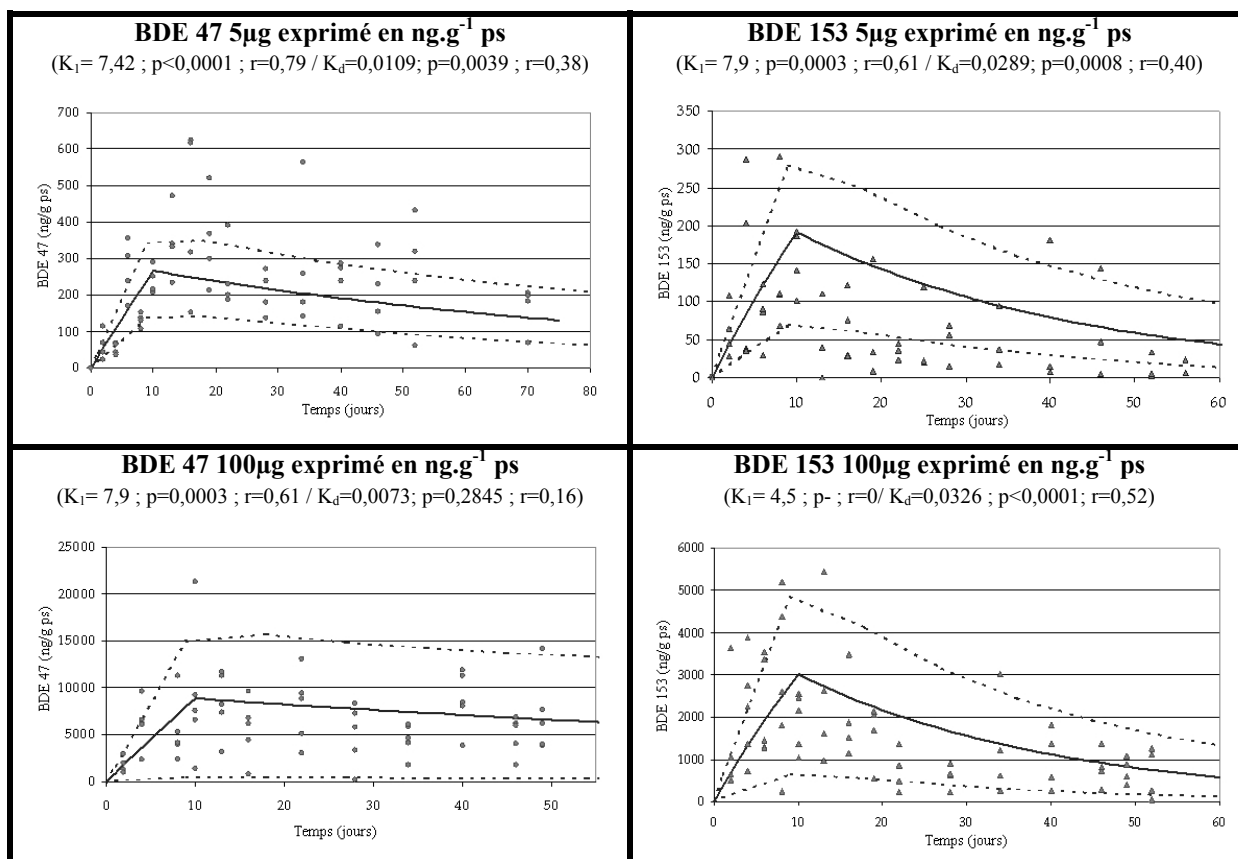 BDE 47 5µg exprimé en ng.g-1 ps
(K1= 7,42 ; p<0,0001 ; r=0,79 / Kd=0,0109; p=0,0039 ; r=0,38)
BDE 47 (ng/g ps)
700
600
500
400
300
200
100
0
0 10 20 30 40 50 60 70 80
Temps (jours)
BDE 153 5µg exprimé en ng.g-1 ps
(K1= 7,9 ; p=0,0003 ; r=0,61 / Kd=0,0289; p=0,0008 ; r=0,40)
BDE 153 (ng/g ps)
350
300
250
200
150
100
50
0
0 10 20 30 40 50 60
Temps (jours)
BDE 47 100µg exprimé en ng.g-1 ps
(K1= 7,9 ; p=0,0003 ; r=0,61 / Kd=0,0073; p=0,2845 ; r=0,16)
BDE 47 (ng/g ps)
25000
20000
15000
10000
5000
0
0 10 20 30 40 50
Temps (jours)
BDE 153 100µg exprimé en ng.g-1 ps
(K1= 4,5 ; p- ; r=0/ Kd=0,0326 ; p<0,0001; r=0,52)
BDE 153 (ng/g ps)
6000
5000
4000
3000
2000
1000
0
0 10 20 30 40 50 60
Temps (jours)